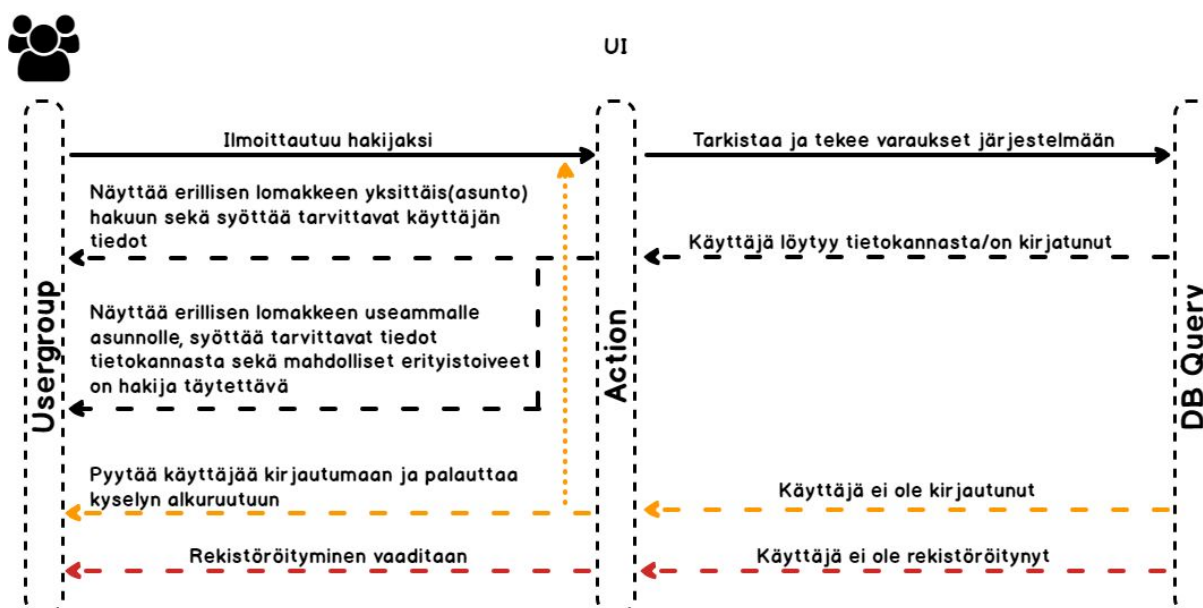 UI
Ilmoittautuu hakijaksi
Tarkistaa ja tekee varaukset järjestelmään
Näyttää erillisen lomakkeen yksittäis(asunto)
hakuun sekä syöttää tarvittavat käyttäjän
tiedot
Käyttäjä löytyy tietokannasta/on kirjatunut
Näyttää erillisen lomakkeen useammalle
asunnolle, syöttää tarvittavat tiedot
tietokannasta sekä mahdolliset erityistoiveet
on hakija täytettävä
Usergroup
Action
DB Query
Pyytää käyttäjää kirjautumaan ja palauttaa
kyselyn alkuruutuun
Käyttäjä ei ole kirjautunut
Rekistöröityminen vaaditaan
Käyttäjä ei ole rekistöröitynyt